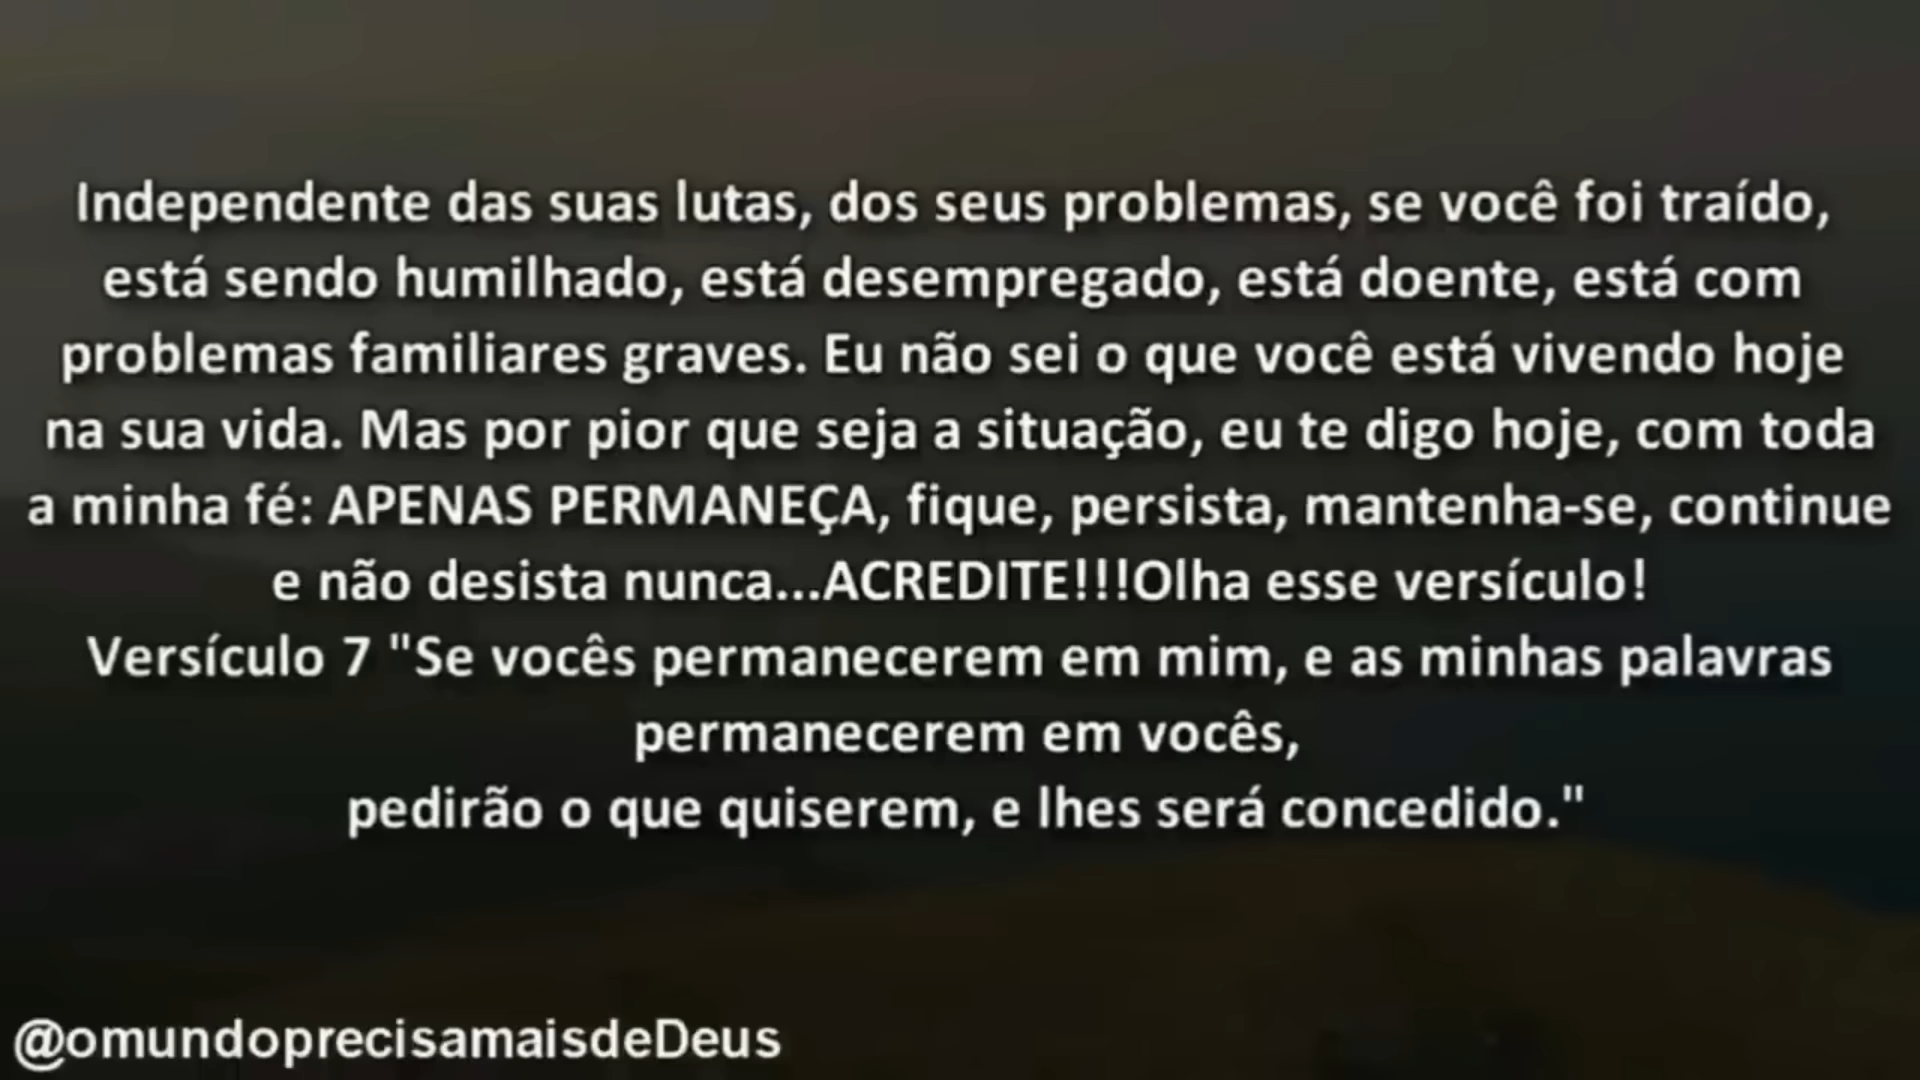 Independente das suas lutas, dos seus problemas, se você foi traído,
está sendo humilhado, está desempregado, está doente, está com
problemas familiares graves. Eu não sei o que você está vivendo hoje
na sua vida. Mas por pior que seja a situação, eu te digo hoje, com toda
a minha fé: APENAS PERMANEÇA, fique, persista, mantenha-se, continue
e não desista nunca...ACREDITE!!!Olha esse versículo!
Versículo 7 "Se vocês permanecerem em mim, e as minhas palavras
permanecerem em vocês,
pedirão o que quiserem, e lhes será concedido."
@omundoprecisamaisdeDeus